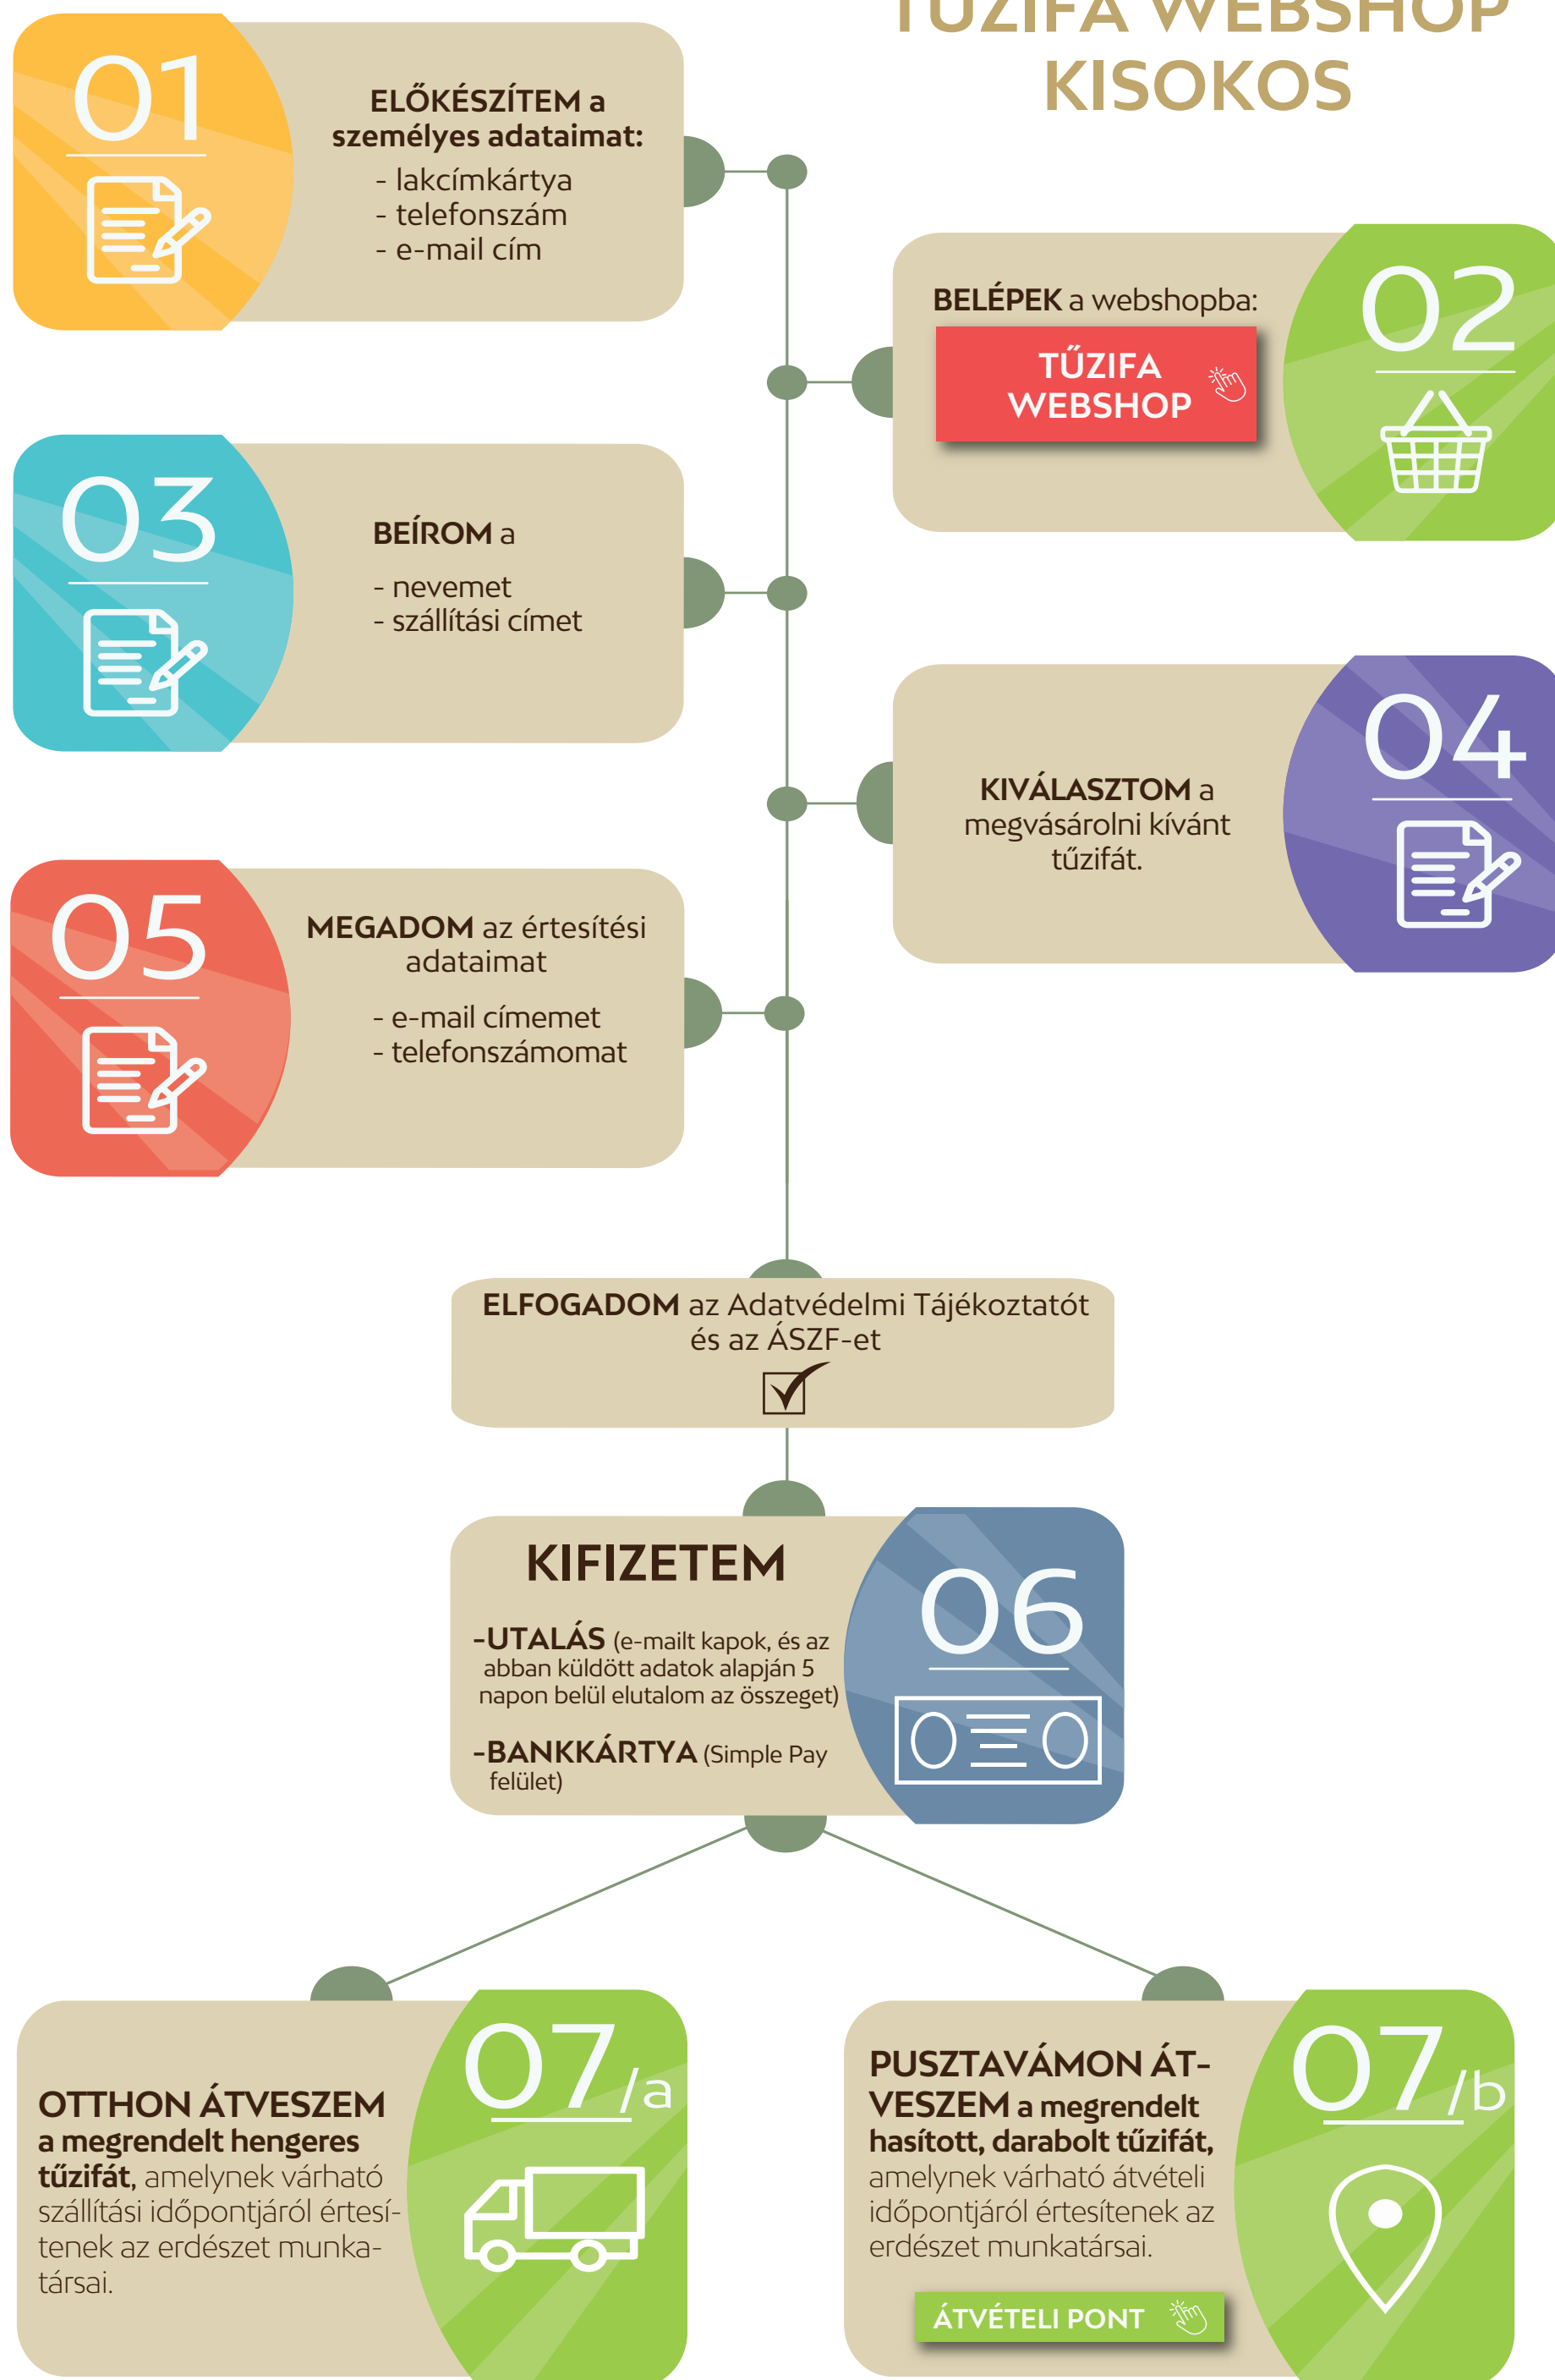 TŰZIFA WEBSHOP
KISOKOS
01
ELŐKÉSZÍTEM a
személyes adataimat:
- lakcímkártya
- telefonszám
- e-mail cím
02
BELÉPEK a webshopba:
TŰZIFA
WEBSHOP
03
BEÍROM a
- nevemet
- szállítási címet
04
KIVÁLASZTOM a
megvásárolni kívánt
tűzifát.
05
MEGADOM az értesítési
adataimat
- e-mail címemet
- telefonszámomat
ELFOGADOM az Adatvédelmi Tájékoztatót
és az ÁSZF-et
06
KIFIZETEM
-UTALÁS (e-mailt kapok, és az
abban küldött adatok alapján 5
napon belül elutalom az összeget)
-BANKKÁRTYA (Simple Pay
felület)
07/a
OTTHON ÁTVESZEM
a megrendelt hengeres
tűzifát, amelynek várható
szállítási időpontjáról értesí-
tenek az erdészet munka-
társai.
07/b
PUSZTAVÁMON ÁT-
VESZEM a megrendelt
hasított, darabolt tűzifát,
amelynek várható átvételi
időpontjáról értesítenek az
erdészet munkatársai.
ÁTVÉTELI PONT